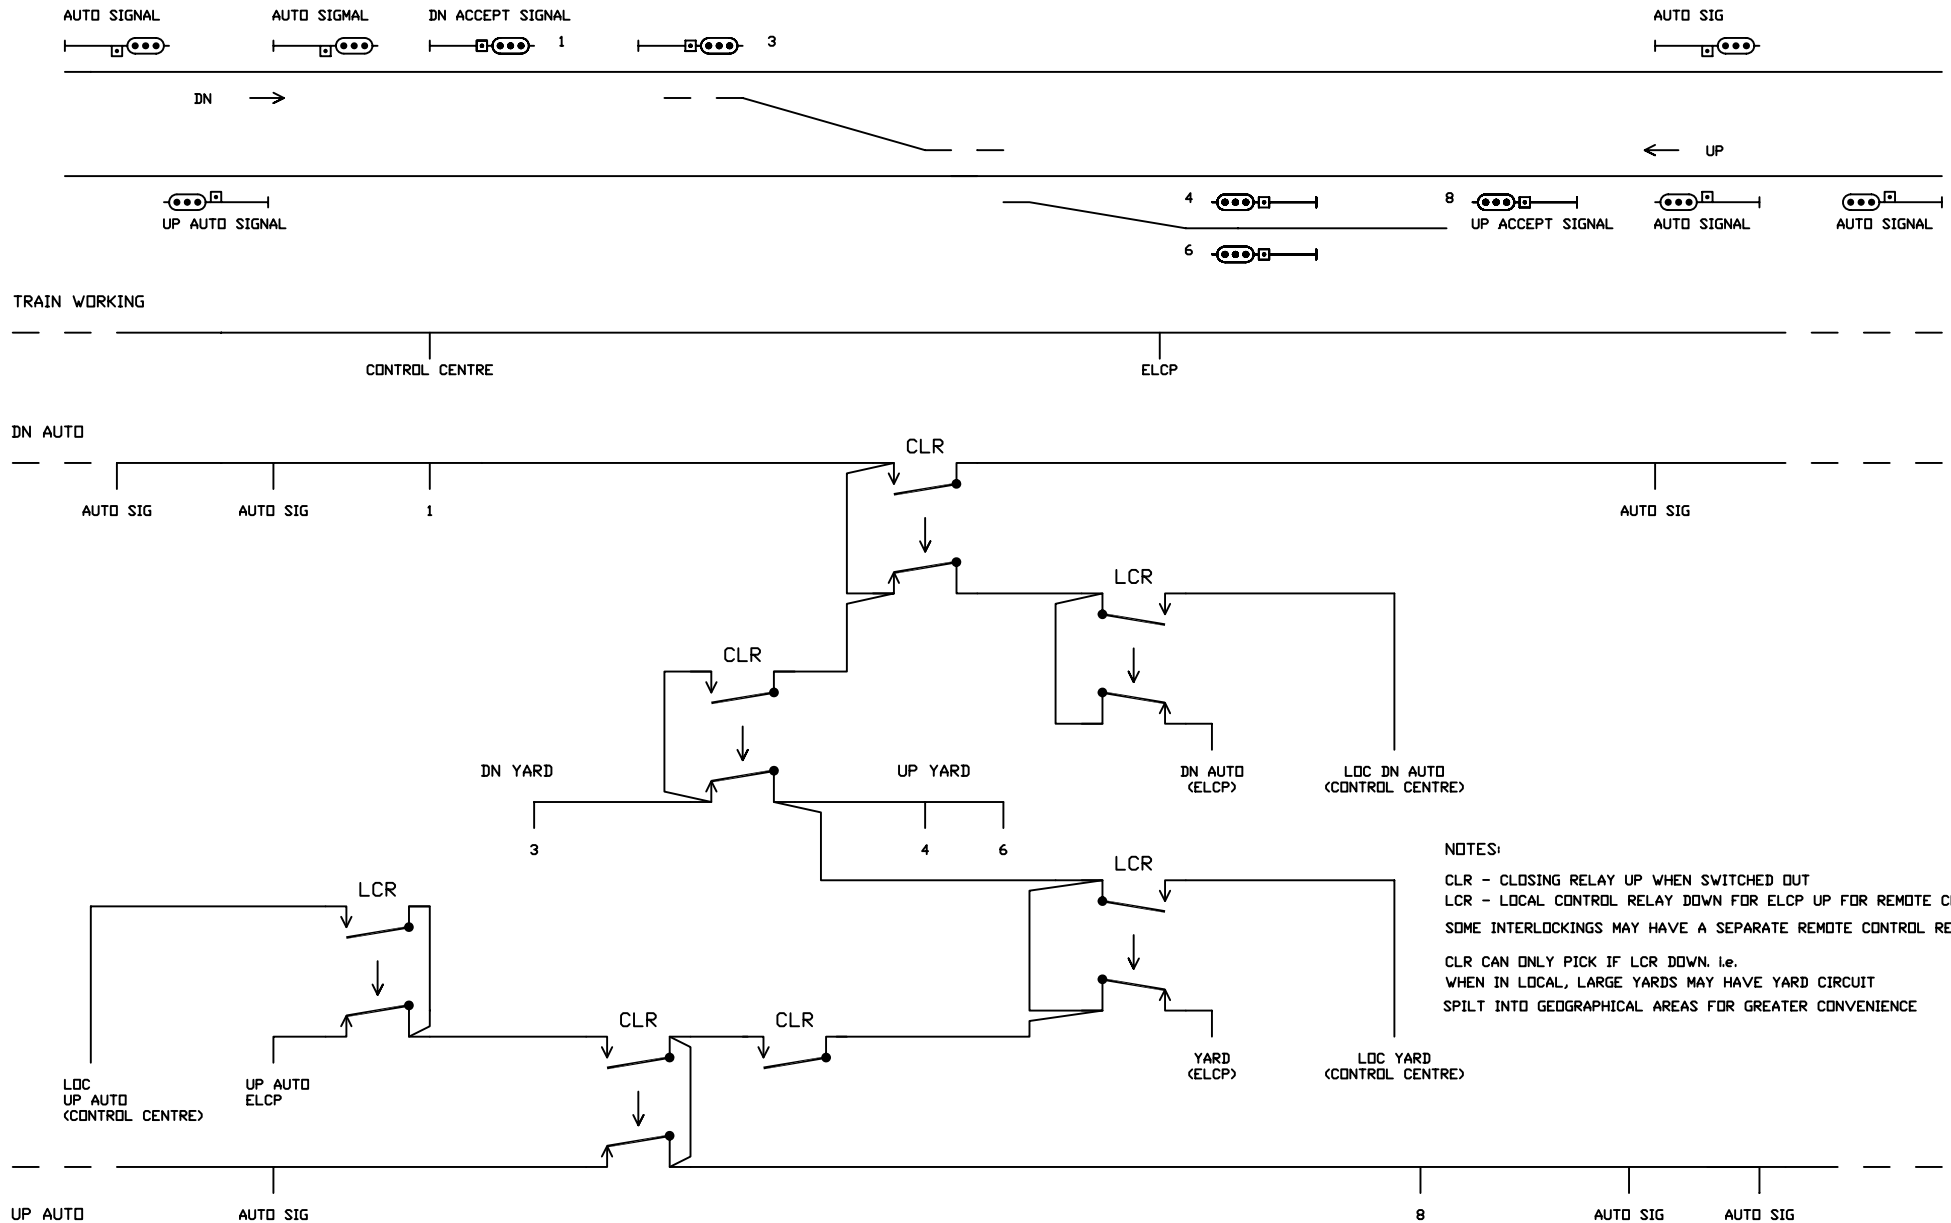 AUTO SIGNAL
AUTO SIGMAL
DN ACCEPT SIGNAL
AUTO SIG
1
3
DN
UP
4
8
UP AUTO SIGNAL
UP ACCEPT SIGNAL
AUTO SIGNAL
AUTO SIGNAL
6
TRAIN WORKING
CONTROL CENTRE
ELCP
DN AUTO
CLR
AUTO SIG
AUTO SIG
1
AUTO SIG
LCR
CLR
DN YARD
UP YARD
DN AUTO
(ELCP)
LOC DN AUTO
(CONTROL CENTRE)
3
4
6
NOTES:
CLR - CLOSING RELAY UP WHEN SWITCHED OUT
LCR - LOCAL CONTROL RELAY DOWN FOR ELCP UP FOR REMOTE
SOME INTERLOCKINGS MAY HAVE A SEPARATE REMOTE CONTROL
CLR CAN ONLY PICK IF LCR DOWN. i.e.
WHEN IN LOCAL, LARGE YARDS MAY HAVE YARD CIRCUIT
SPILT INTO GEOGRAPHICAL AREAS FOR GREATER CONVENIENCE
LCR
LCR
CLR
CLR
YARD
(ELCP)
LOC YARD
(CONTROL CENTRE)
LOC
UP AUTO
(CONTROL CENTRE)
UP AUTO
ELCP
UP AUTO
AUTO SIG
8
AUTO SIG
AUTO SIG